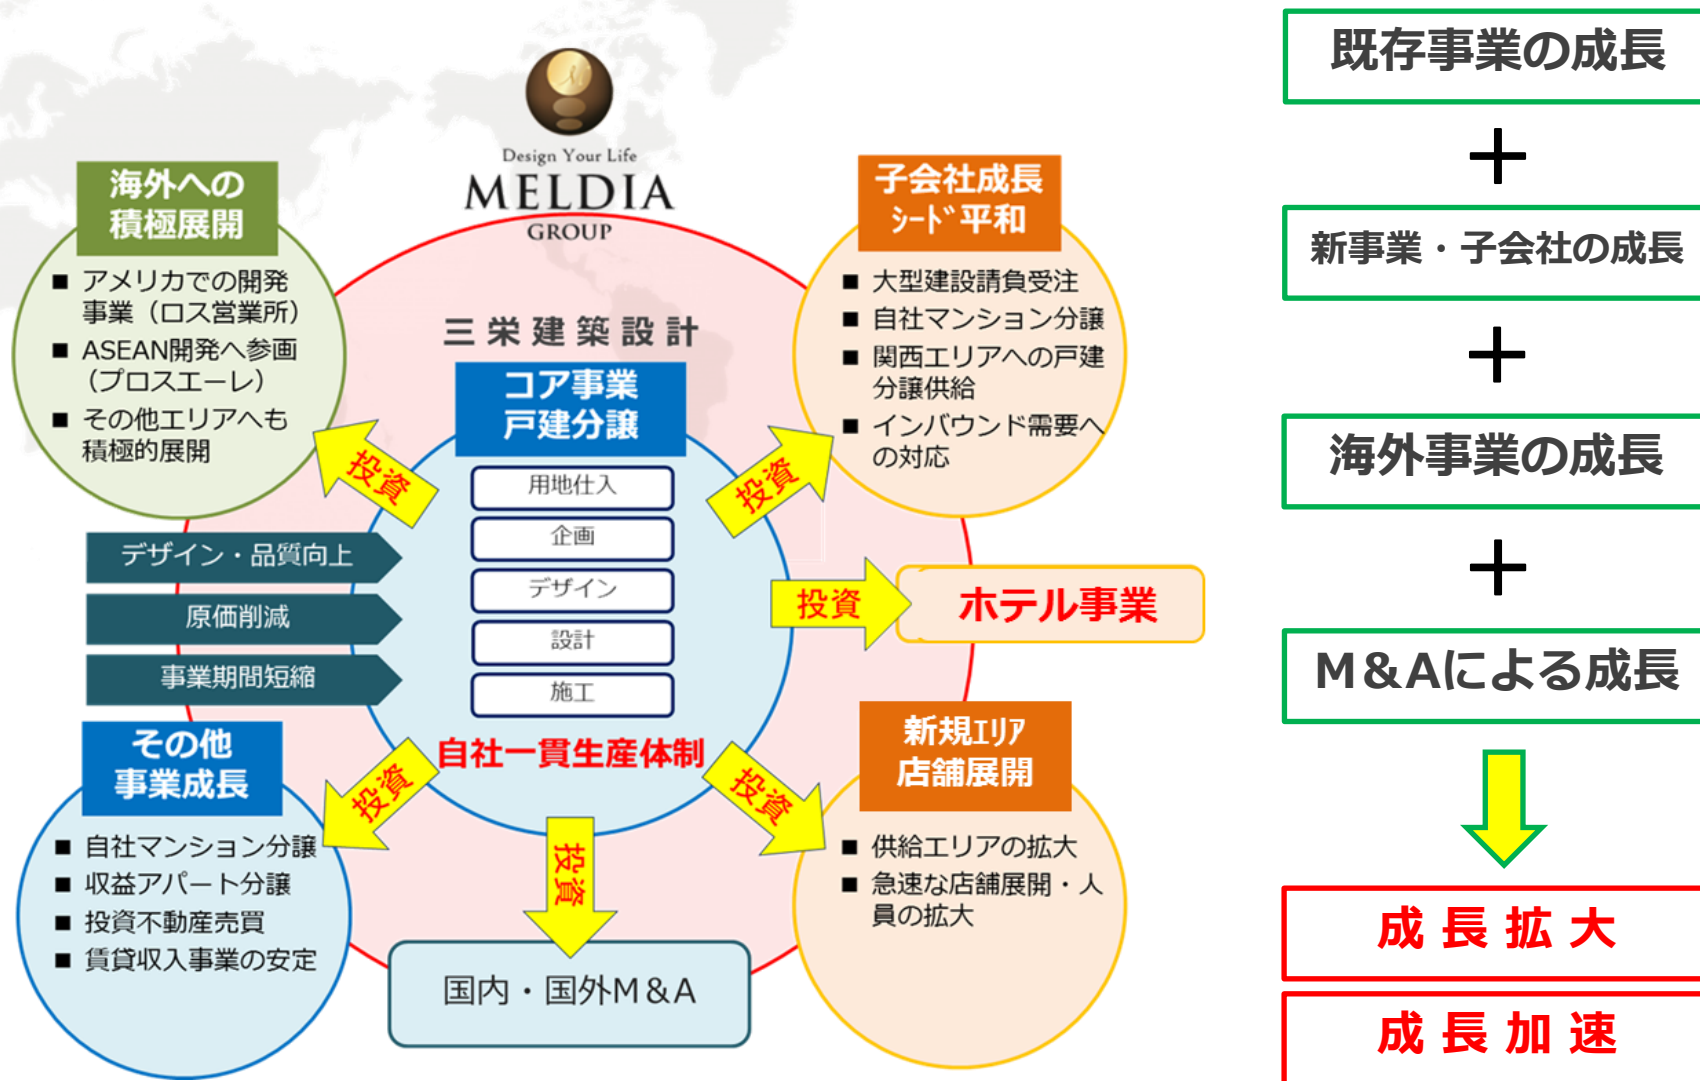 Design Your Life
MELDIA
GROUP
海外への
積極展開
■ アメリカでの開発
事業（ロス営業所）
■ ASEAN開発へ参画
（プロスエーレ）
■ その他エリアへも
積極的展開
子会社成長
ｼｰﾄﾞ平和
■ 大型建設請負受注
■ 自社マンション分譲
■ 関西エリアへの戸建
分譲供給
■ インバウンド需要へ
の対応
三栄建築設計
コア事業
戸建分譲
用地仕入
企画
デザイン
設計
施工
自社一貫生産体制
投資
投資
投資
投資
投資
投資
デザイン・品質向上
原価削減
事業期間短縮
ホテル事業
その他
事業成長
■ 自社マンション分譲
■ 収益アパート分譲
■ 投資不動産売買
■ 賃貸収入事業の安定
国内・国外M＆A
新規ｴﾘｱ
店舗展開
■ 供給エリアの拡大
■ 急速な店舗展開・人
員の拡大
既存事業の成長
＋
新事業・子会社の成長
＋
海外事業の成長
＋
M＆Aによる成長
成長拡大
成長加速